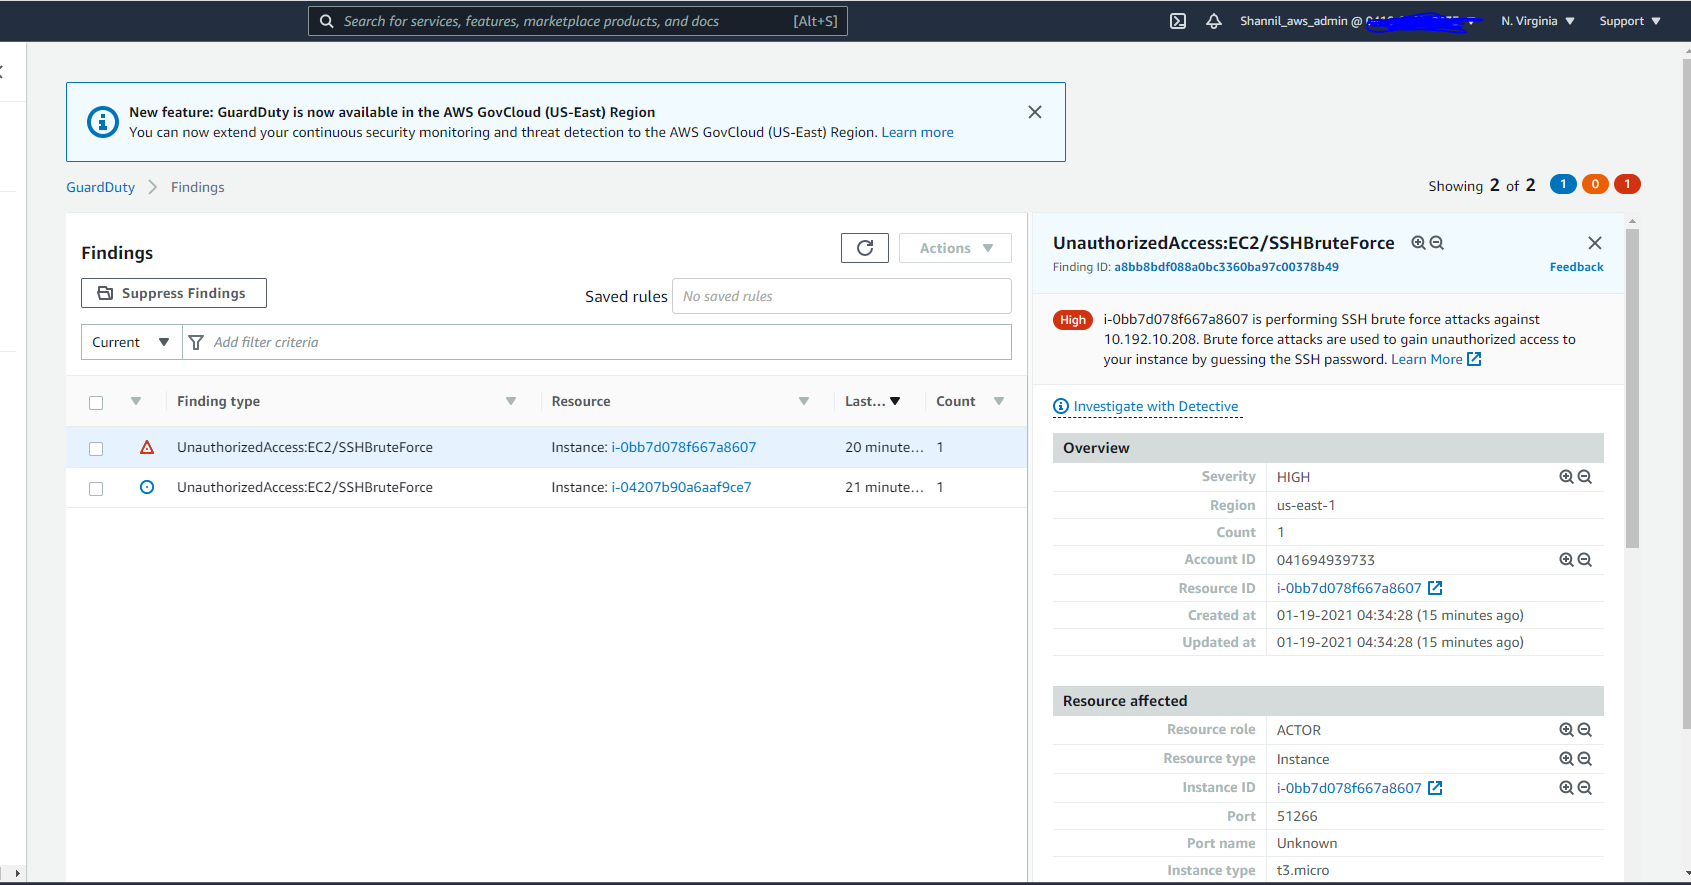 Search for services, features, marketplace products, and docs [Alt+S]
Shannil_aws_admin @
N. Virginia
Support
New feature: GuardDuty is now available in the AWS GovCloud (US-East) Region
You can now extend your continuous security monitoring and threat detection to the AWS GovCloud (US-East) Region. Learn more
GuardDuty
Findings
Showing 2 of 2 1 0 1
Findings
Actions
Suppress Findings
Saved rules
No saved rules
Current
Add filter criteria
Finding type
Resource
Last...
Count
UnauthorizedAccess:EC2/SSHBruteForce
Instance: i-0bb7d078f667a8607
20 minute...
1
UnauthorizedAccess:EC2/SSHBruteForce
Instance: i-04207b90a6aaf9ce7
21 minute...
1
UnauthorizedAccess:EC2/SSHBruteForce
Finding ID: a8bb8bdf088a0bc3360ba97c00378b49
Feedback
High
i-0bb7d078f667a8607 is performing SSH brute force attacks against
10.192.10.208. Brute force attacks are used to gain unauthorized access to
your instance by guessing the SSH password. Learn More
Investigate with Detective
Overview
Severity HIGH
Region us-east-1
Count 1
Account ID 041694939733
Resource ID i-0bb7d078f667a8607
Created at 01-19-2021 04:34:28 (15 minutes ago)
Updated at 01-19-2021 04:34:28 (15 minutes ago)
Resource affected
Resource role ACTOR
Resource type Instance
Instance ID i-0bb7d078f667a8607
Port 51266
Port name Unknown
Instance type t3.micro